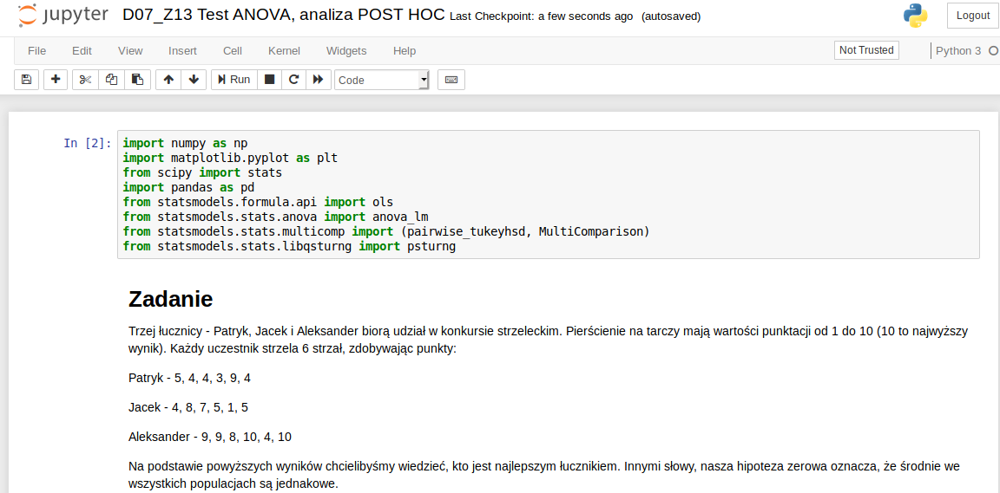 jupyter D07_Z13 Test ANOVA, analiza POST HOC Last Checkpoint: a few seconds ago (autosaved) Logout
File Edit View Insert Cell Kernel Widgets Help Not Trusted Python 3
Run Code
In [2]: import numpy as np
import matplotlib.pyplot as plt
from scipy import stats
import pandas as pd
from statsmodels.formula.api import ols
from statsmodels.stats.anova import anova_lm
from statsmodels.stats.multicomp import (pairwise_tukeyhsd, MultiComparison)
from statsmodels.stats.libqsturng import psturng
Zadanie
Trzej łucznicy - Patryk, Jacek i Aleksander biorą udział w konkursie strzeleckim. Pierścienie na tarczy mają wartości punktacji od 1 do 10 (10 to najwyższy
wynik). Każdy uczestnik strzela 6 strzał, zdobywając punkty:
Patryk - 5, 4, 4, 3, 9, 4
Jacek - 4, 8, 7, 5, 1, 5
Aleksander - 9, 9, 8, 10, 4, 10
Na podstawie powyższych wyników chcielibyśmy wiedzieć, kto jest najlepszym łucznikiem. Innymi słowy, nasza hipoteza zerowa oznacza, że środnie we
wszystkich populacjach są jednakowe.